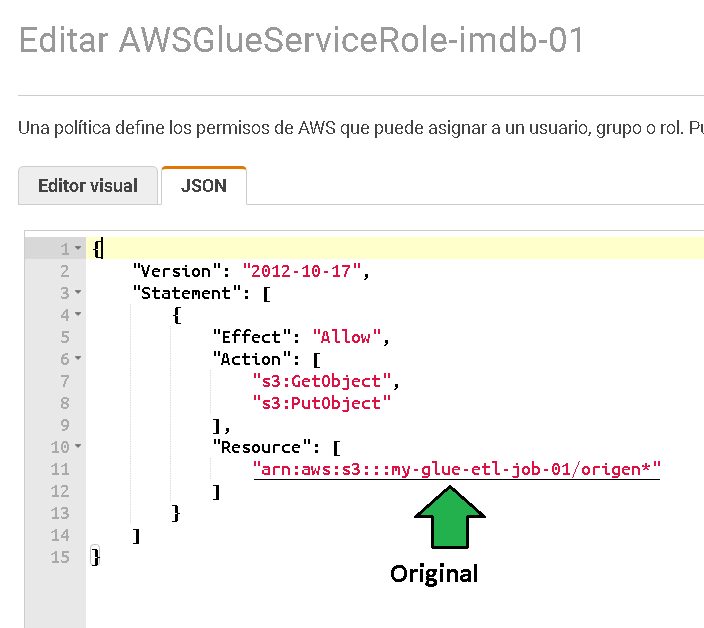 Editar AWSGlueServiceRole-imdb-01
Una política define los permisos de AWS que puede asignar a un usuario, grupo o rol.
Editor visual JSON
1 {
2 "Version": "2012-10-17",
3 "Statement": [
4 {
5 "Effect": "Allow",
6 "Action": [
7 "s3:GetObject",
8 "s3:PutObject"
9 ],
10 "Resource": [
11 "arn:aws:s3:::my-glue-etl-job-01/origen*"
12 ]
13 }
14 ]
15 }
Original